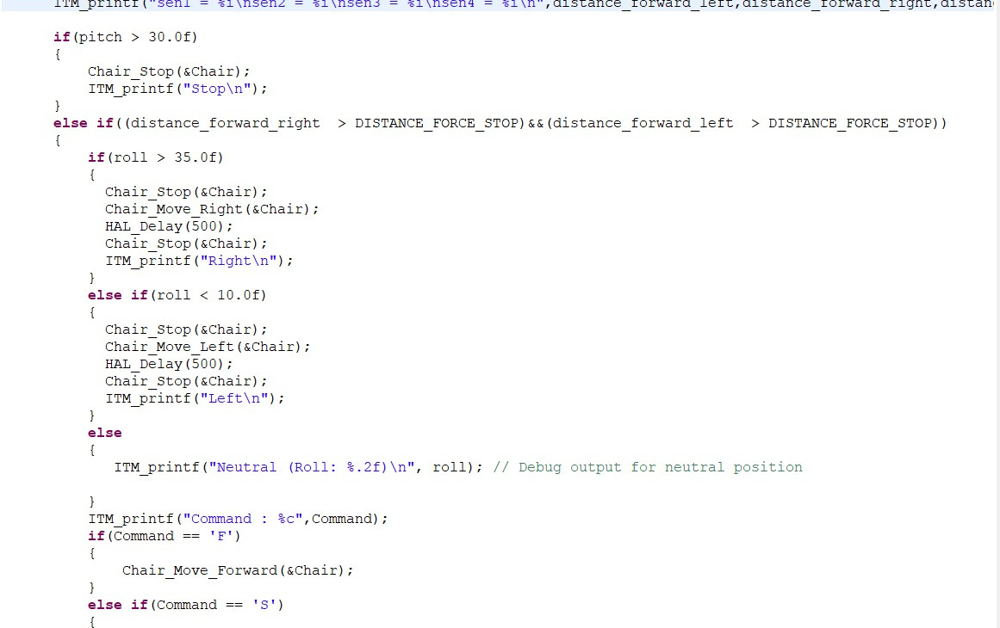 ITM_printf("sen1 = %i\nsen2 = %i\nsen3 = %i\nsen4 = %i\n",distance_forward_left,distance_forward_right,distan
if(pitch > 30.0f)
{
Chair_Stop(&Chair);
ITM_printf("Stop\n");
}
else if((distance_forward_right  > DISTANCE_FORCE_STOP)&&(distance_forward_left  > DISTANCE_FORCE_STOP))
{
if(roll > 35.0f)
{
Chair_Stop(&Chair);
Chair_Move_Right(&Chair);
HAL_Delay(500);
Chair_Stop(&Chair);
ITM_printf("Right\n");
}
else if(roll < 10.0f)
{
Chair_Stop(&Chair);
Chair_Move_Left(&Chair);
HAL_Delay(500);
Chair_Stop(&Chair);
ITM_printf("Left\n");
}
else
{
ITM_printf("Neutral (Roll: %.2f)\n", roll); // Debug output for neutral position
}
ITM_printf("Command : %c",Command);
if(Command == 'F')
{
Chair_Move_Forward(&Chair);
}
else if(Command == 'S')
{